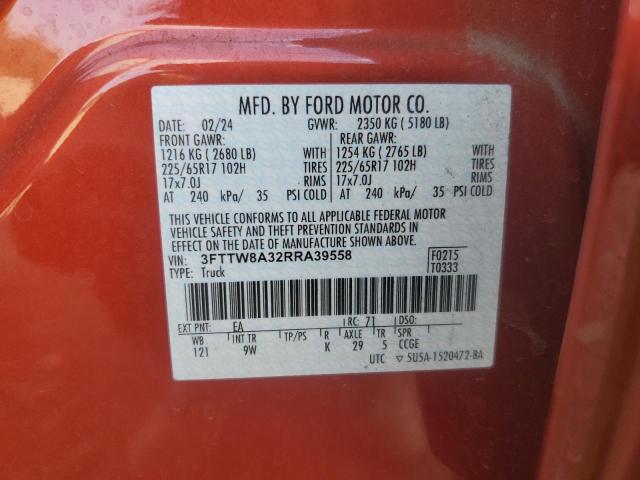 MFD. BY FORD MOTOR CO.
DATE: 02/24 GVWR: 2350 KG ( 5180 LB)
FRONT GAWR: REAR GAWR:
1216 KG ( 2680 LB) WITH 1254 KG ( 2765 LB) WITH
225/65R17 102H TIRES 225/65R17 102H TIRES
17x7.0J RIMS 17x7.0J RIMS
AT 240 kPa/ 35 PSI COLD AT 240 kPa/ 35 PSI COLD
THIS VEHICLE CONFORMS TO ALL APPLICABLE FEDERAL MOTOR
VEHICLE SAFETY AND THEFT PREVENTION STANDARDS IN
EFFECT ON THE DATE OF MANUFACTURE SHOWN ABOVE.
VIN: 3FTTW8A32RRA39558 F0215
TYPE: Truck T0333
EXT PNT: EA RC: 71 DSO:
WB INT TR TP/PS R AXLE TR SPR
121 9W K 29 5 CCGE
UTC ▽ 5U5A-1520472-BA